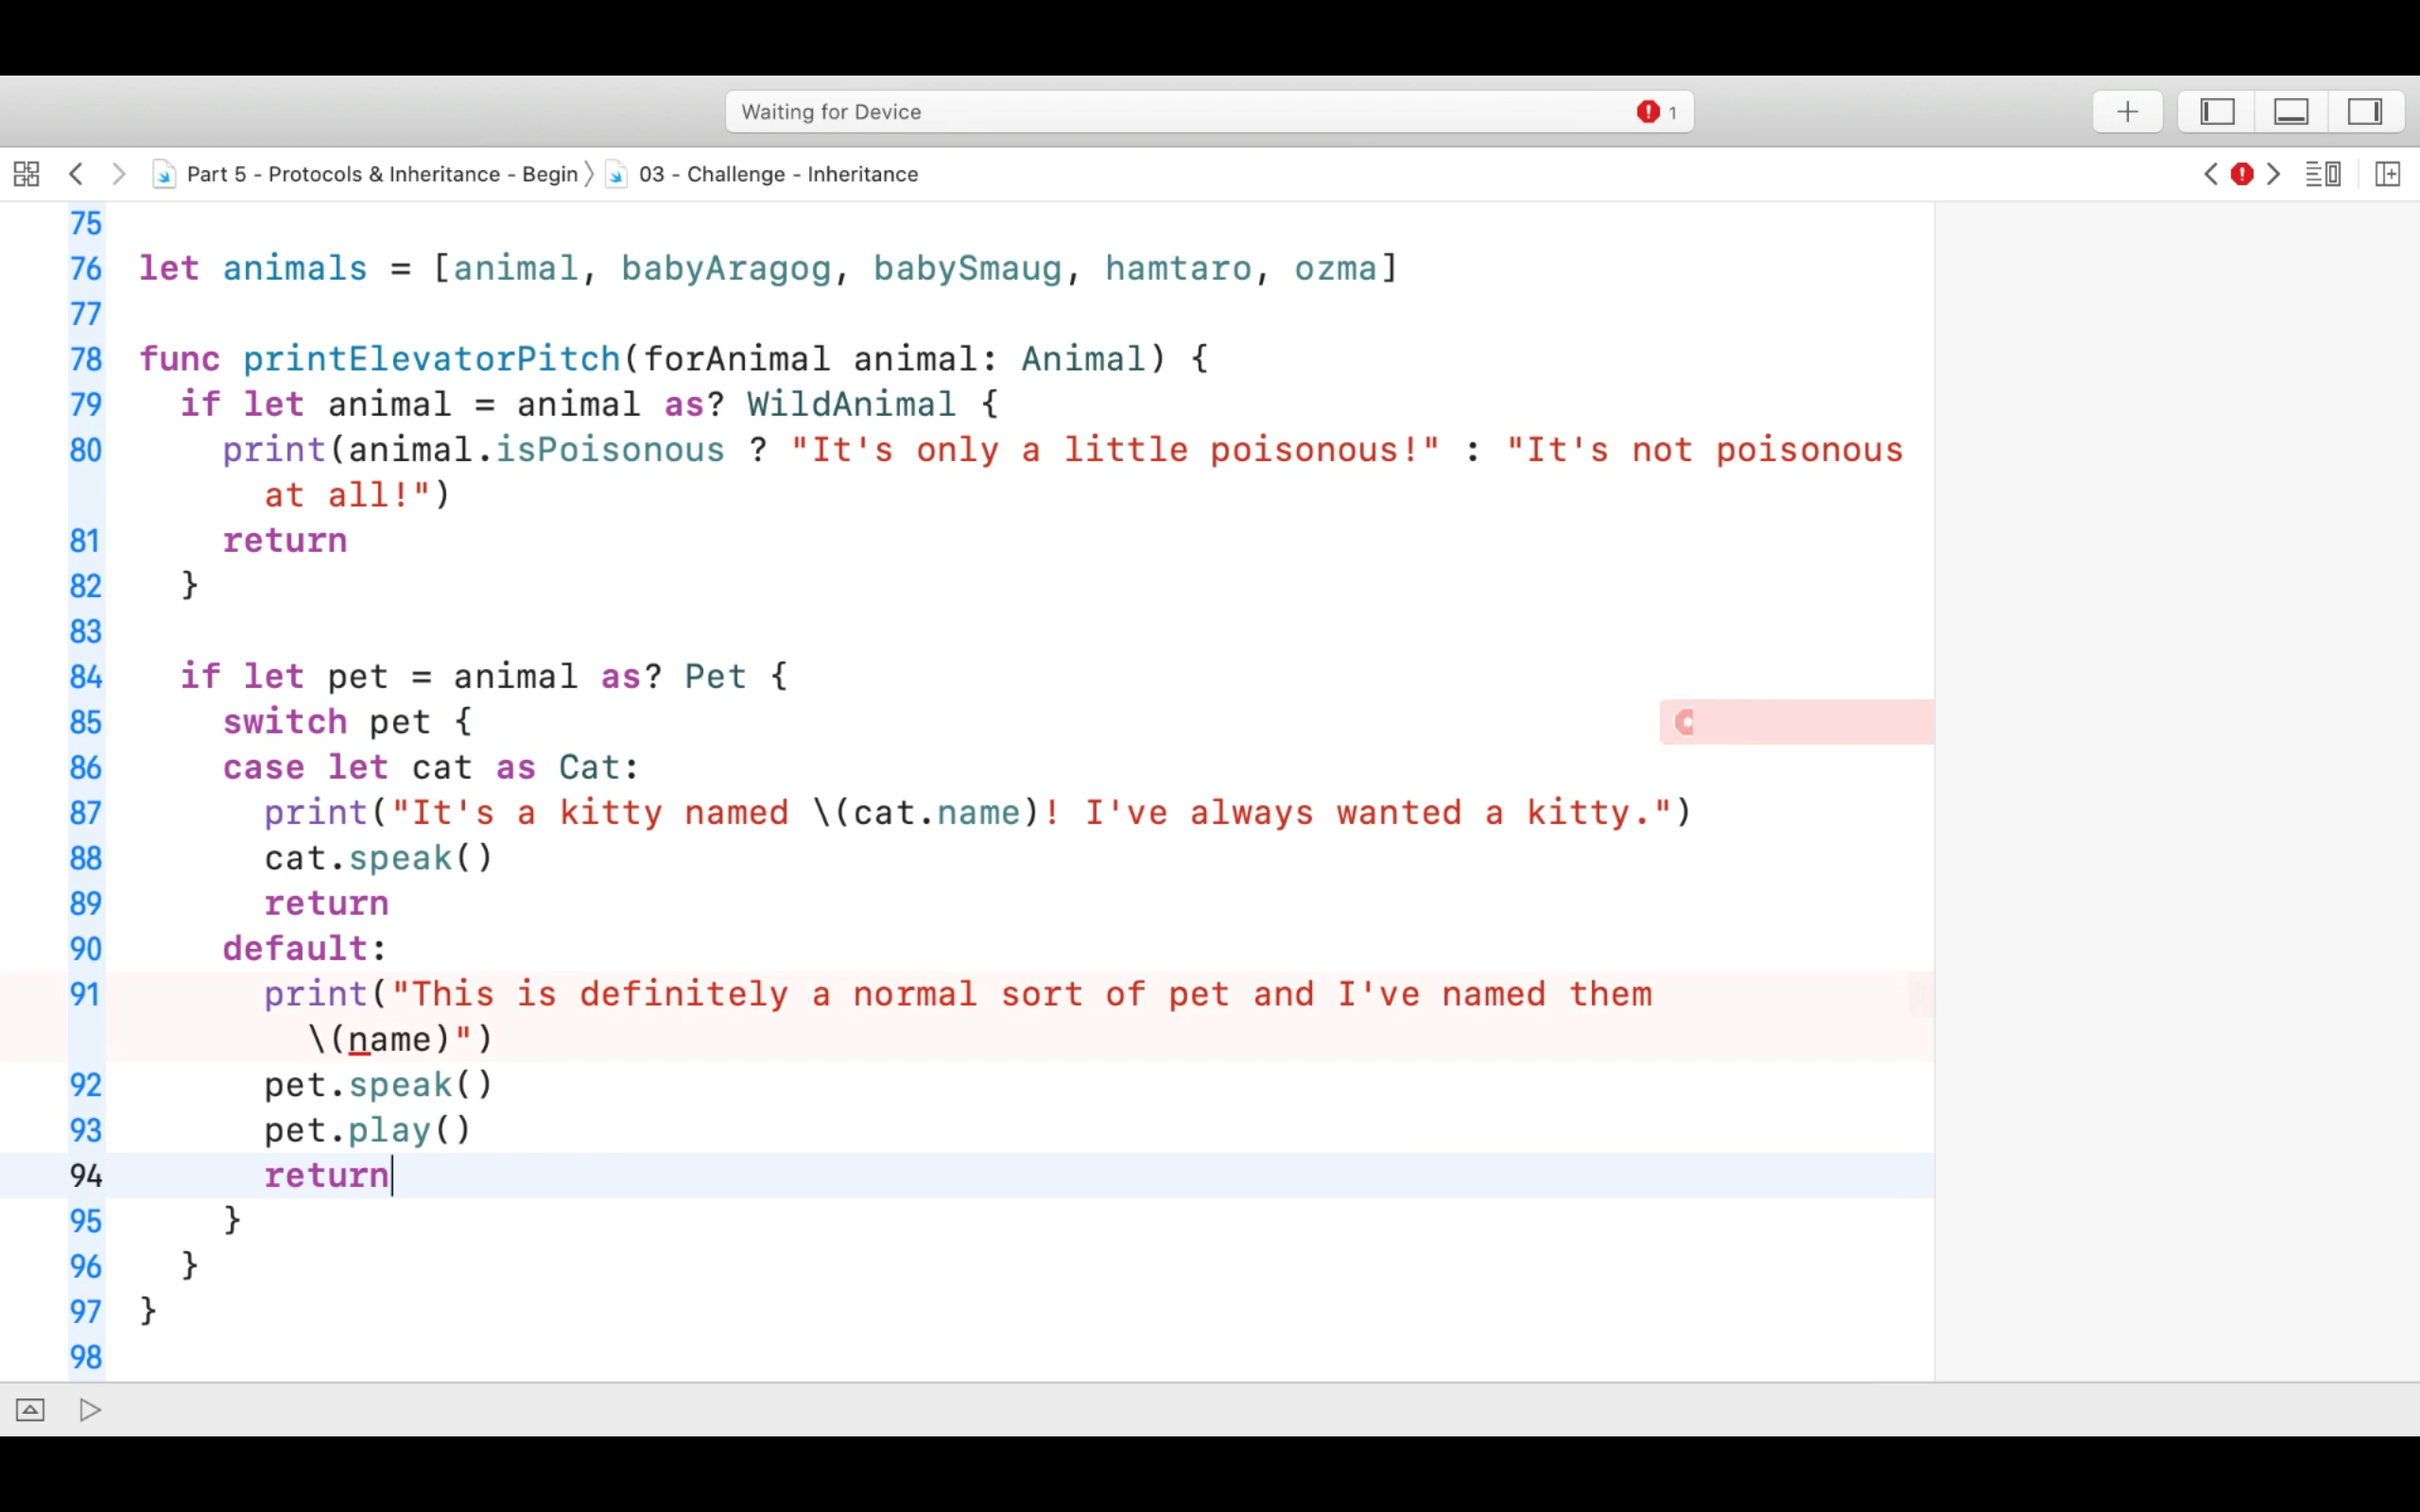 Waiting for Device 1
Part 5 - Protocols & Inheritance - Begin 03 - Challenge - Inheritance
75
76 let animals = [animal, babyAragog, babySmaug, hamtaro, ozma]
77
78 func printElevatorPitch(forAnimal animal: Animal) {
79 if let animal = animal as? WildAnimal {
80 print(animal.isPoisonous ? "It's only a little poisonous!" : "It's not poisonous
at all!")
81 return
82 }
83
84 if let pet = animal as? Pet {
85 switch pet {
86 case let cat as Cat:
87 print("It's a kitty named \(cat.name)! I've always wanted a kitty.")
88 cat.speak()
89 return
90 default:
91 print("This is definitely a normal sort of pet and I've named them
\(name)")
92 pet.speak()
93 pet.play()
94 return
95 }
96 }
97 }
98